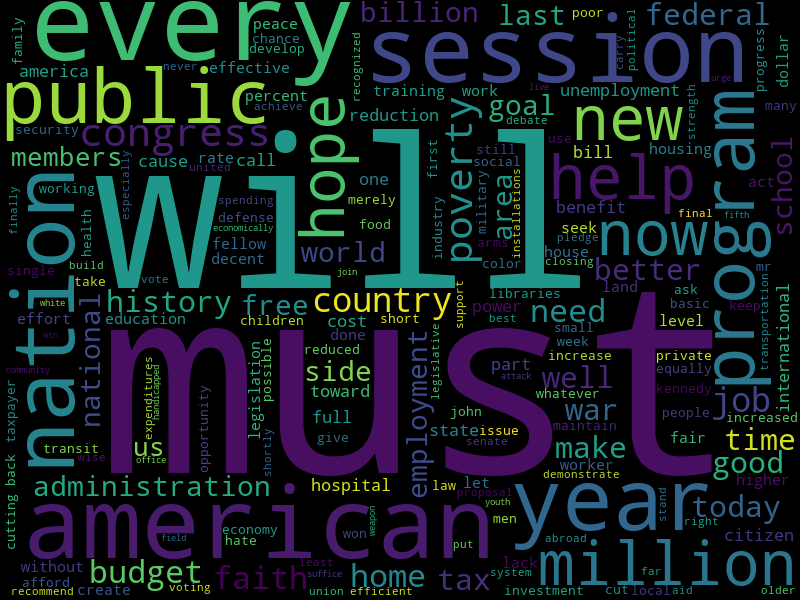 every
session
public
will
must
nation
program
american
year
million
now
new
help
hope
congress
members
billion
last
federal
poor
peace
chance
develop
family
america
never
effective
percent
achieve
security
recognized
training
work
live
urge
goal
debate
reduction
unemployment
political
carry
progress
dollar
many
strength
bill
housing
use
act
school
cause
rate
call
united
still
social
first
poverty
area
installations
military
industry
arms
one
merely
food
working
spending
defense
economically
especially
finally
health
fellow
decent
world
color
seek
benefit
house
closing
final
pledge
fifth
mr
better
land
ask
basic
keep
single
build
take
vote
join
history
free
country
libraries
power
support
best
need
level
international
transportation
effort
white
win
national
education
children
cost
short
done
reduced
side
toward
possible
legislation
legislative
small
week
increase
part
attack
well
private
equally
kennedy
job
community
taxpayer
cutting back
transit
wise
us
office
expenditures
handicapped
opportunity
shortly
full
give
employment
john
state
issue
senate
whatever
war
maintain
people
fair
increased
time
good
higher
make
worker
demonstrate
let
proposal
law
hospital
administration
economy
hate
field
won
weapon
youth
men
put
stand
right
today
citizen
abroad
without
afford
recommend
create
voting
budget
faith
least
suffice
union
efficient
home
tax
system
lack
investment
far
cut
local
aid
older